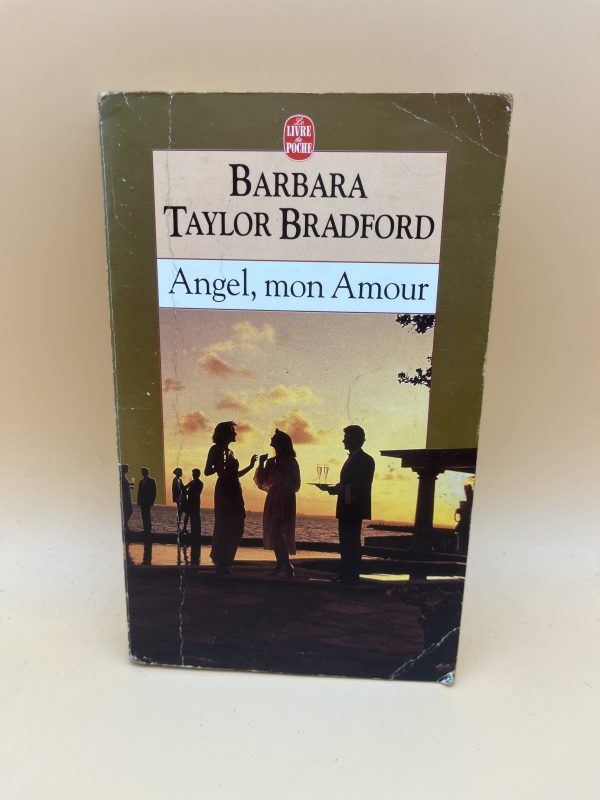 Le
LIVRE
de
POCHE
BARBARA
TAYLOR BRADFORD
Angel, mon Amour